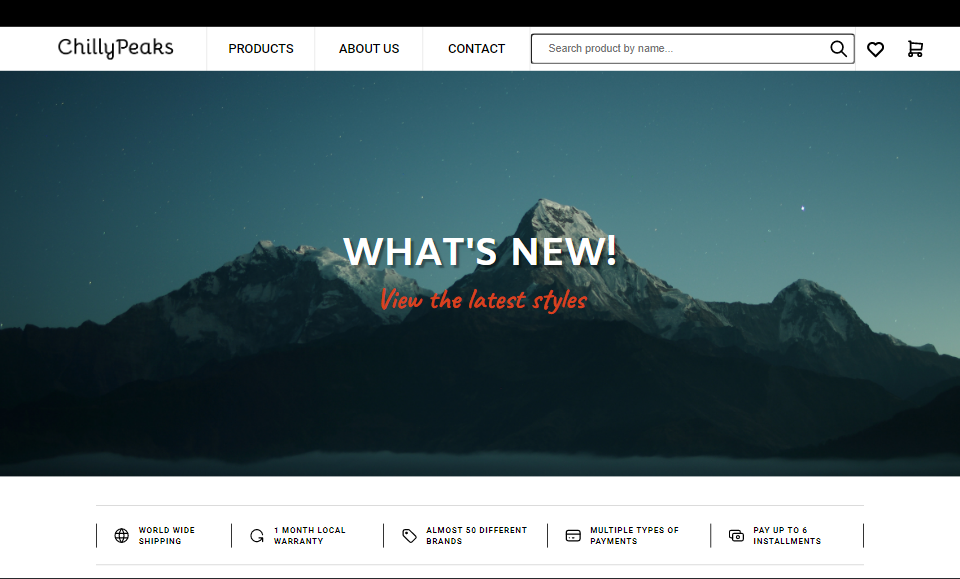 ChillyPeaks
PRODUCTS
ABOUT US
CONTACT
Search product by name...
WHAT'S NEW!
View the latest styles
WORLD WIDE
SHIPPING
1 MONTH LOCAL
WARRANTY
ALMOST 50 DIFFERENT
BRANDS
MULTIPLE TYPES OF
PAYMENTS
PAY UP TO 6
INSTALLMENTS